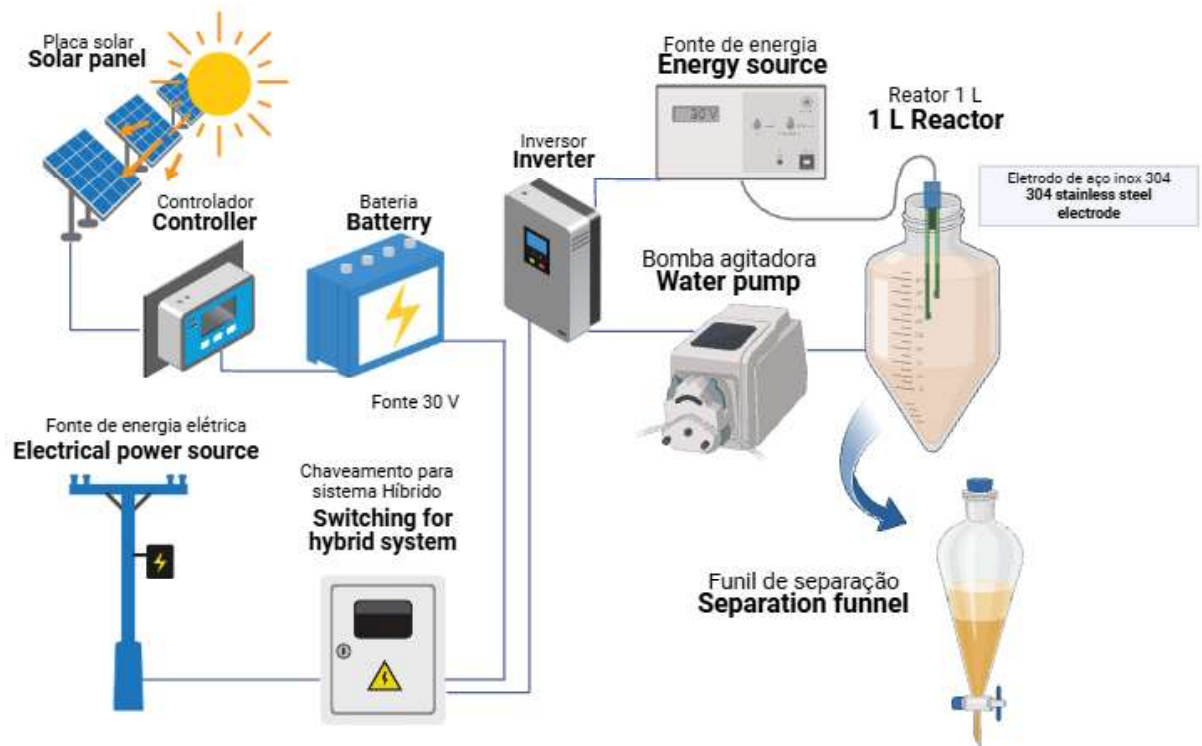 Placa solar
Solar panel
Fonte de energia
Energy source
30 V
Reator 1 L
1 L Reactor
Inversor
Inverter
Eletrodo de aço inox 304
304 stainless steel
electrode
Controlador
Controller
Bateria
Batterry
Bomba agitadora
Water pump
Fonte 30 V
Fonte de energia elétrica
Electrical power source
Chaveamento para
sistema Híbrido
Switching for
hybrid system
Funil de separação
Separation funnel